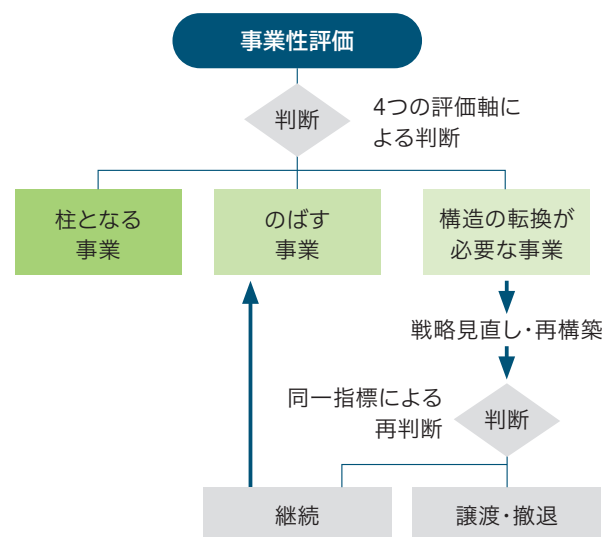 事業性評価
判断
4つの評価軸に
よる判断
柱となる
事業
のばす
事業
構造の転換が
必要な事業
戦略見直し・再構築
同一指標による
再判断
判断
継続
譲渡・撤退